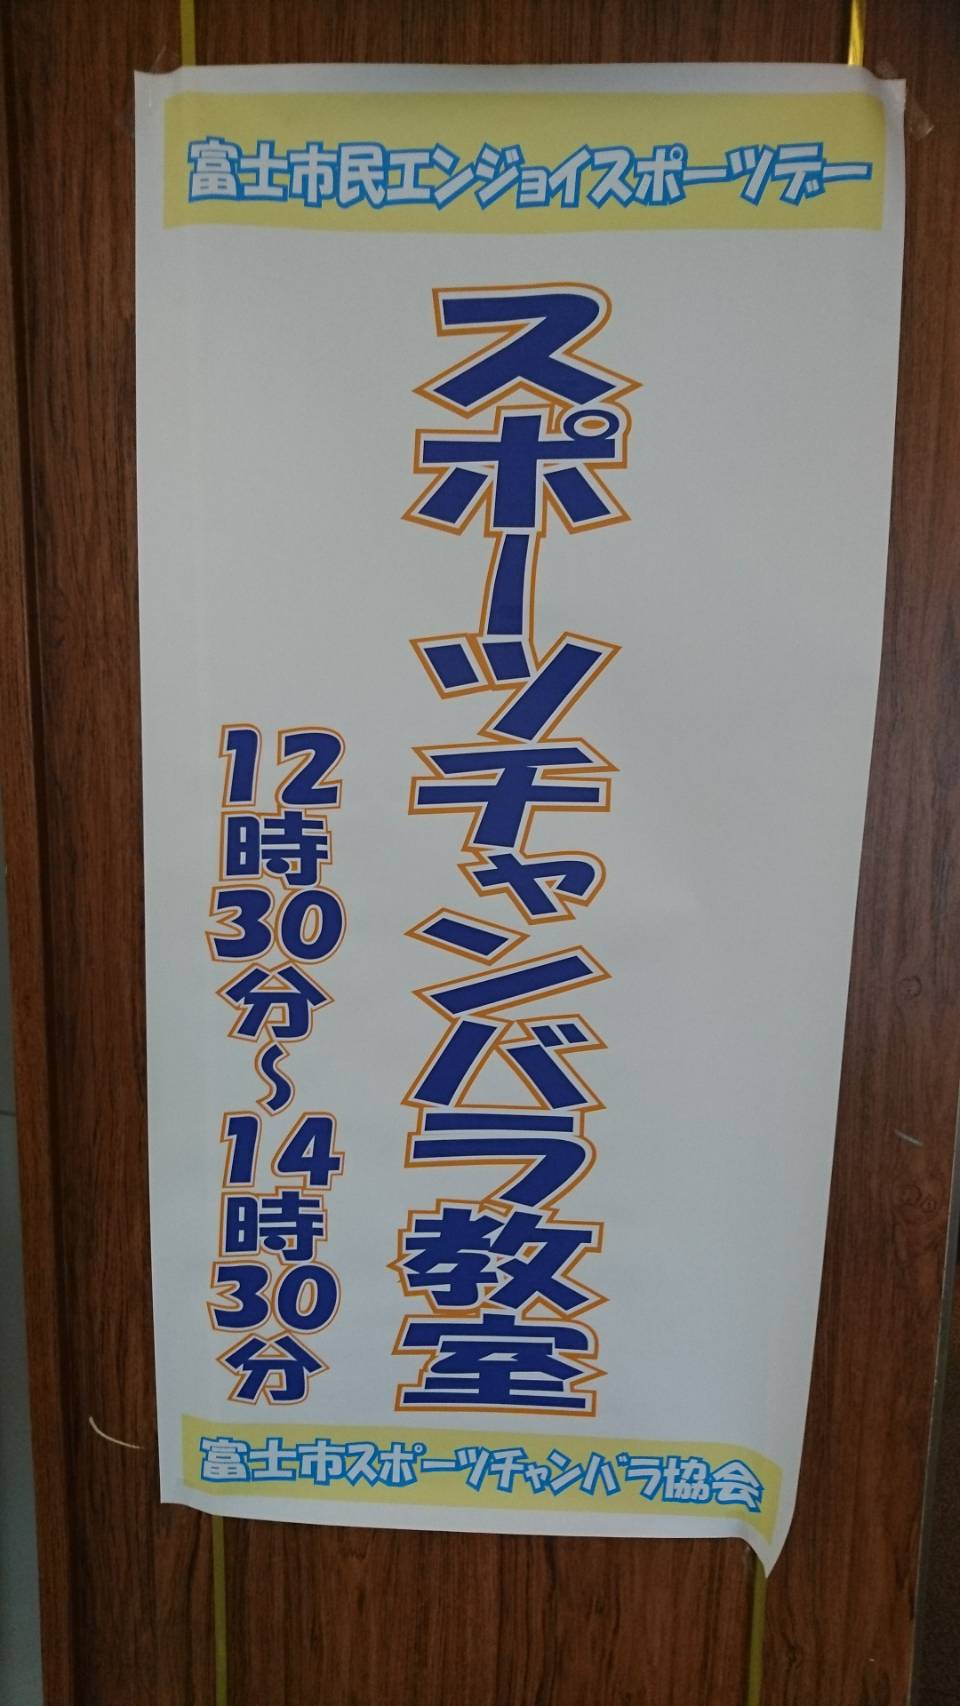 富士市民エンジョイスポーツデー
スポーツチャンバラ教室
12時30分～14時30分
富士市スポーツチャンバラ協会